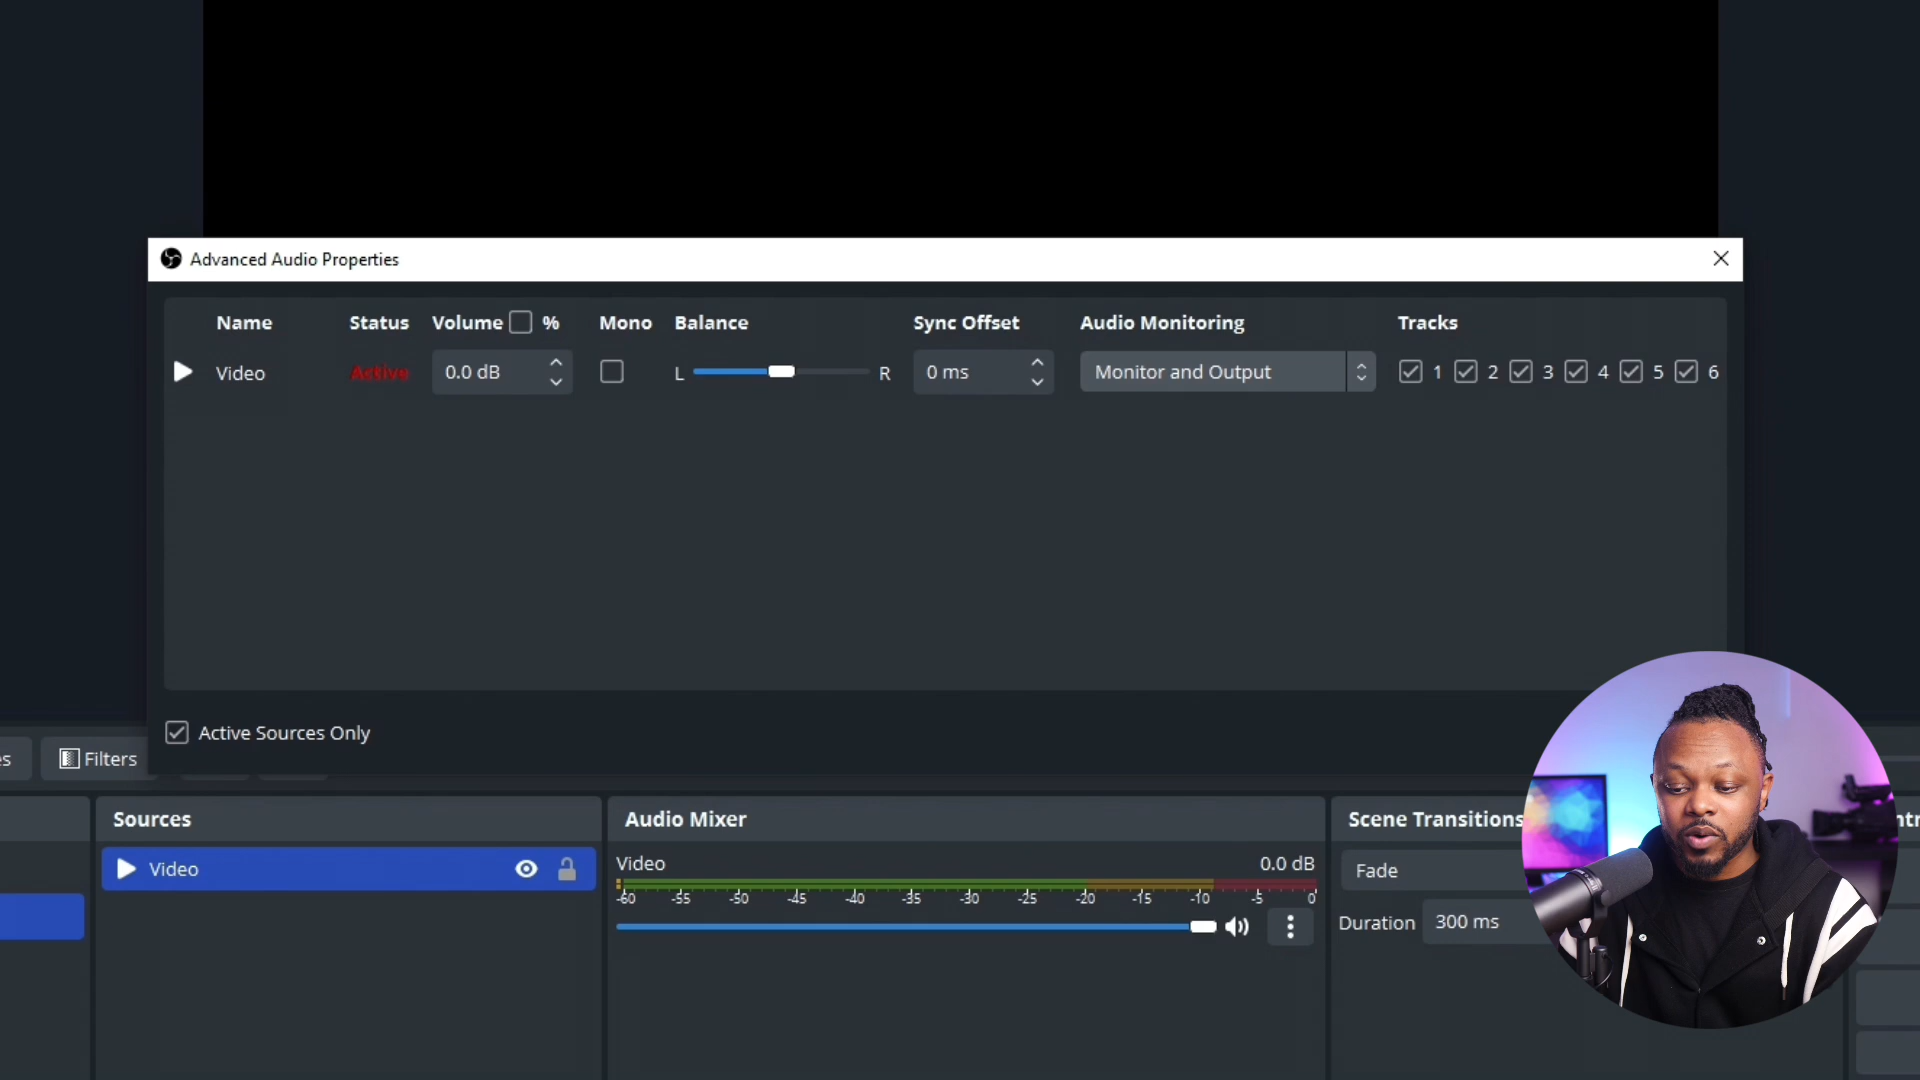 Advanced Audio Properties
Name Status Volume % Mono Balance Sync Offset Audio Monitoring Tracks
Video Active 0.0 dB L R 0 ms Monitor and Output 1 2 3 4 5 6
Active Sources Only
es Filters
Sources Audio Mixer Scene Transitions ntr
Video
Video 0.0 dB
-60 -55 -50 -45 -40 -35 -30 -25 -20 -15 -10 -5 0
Fade
Duration 300 ms